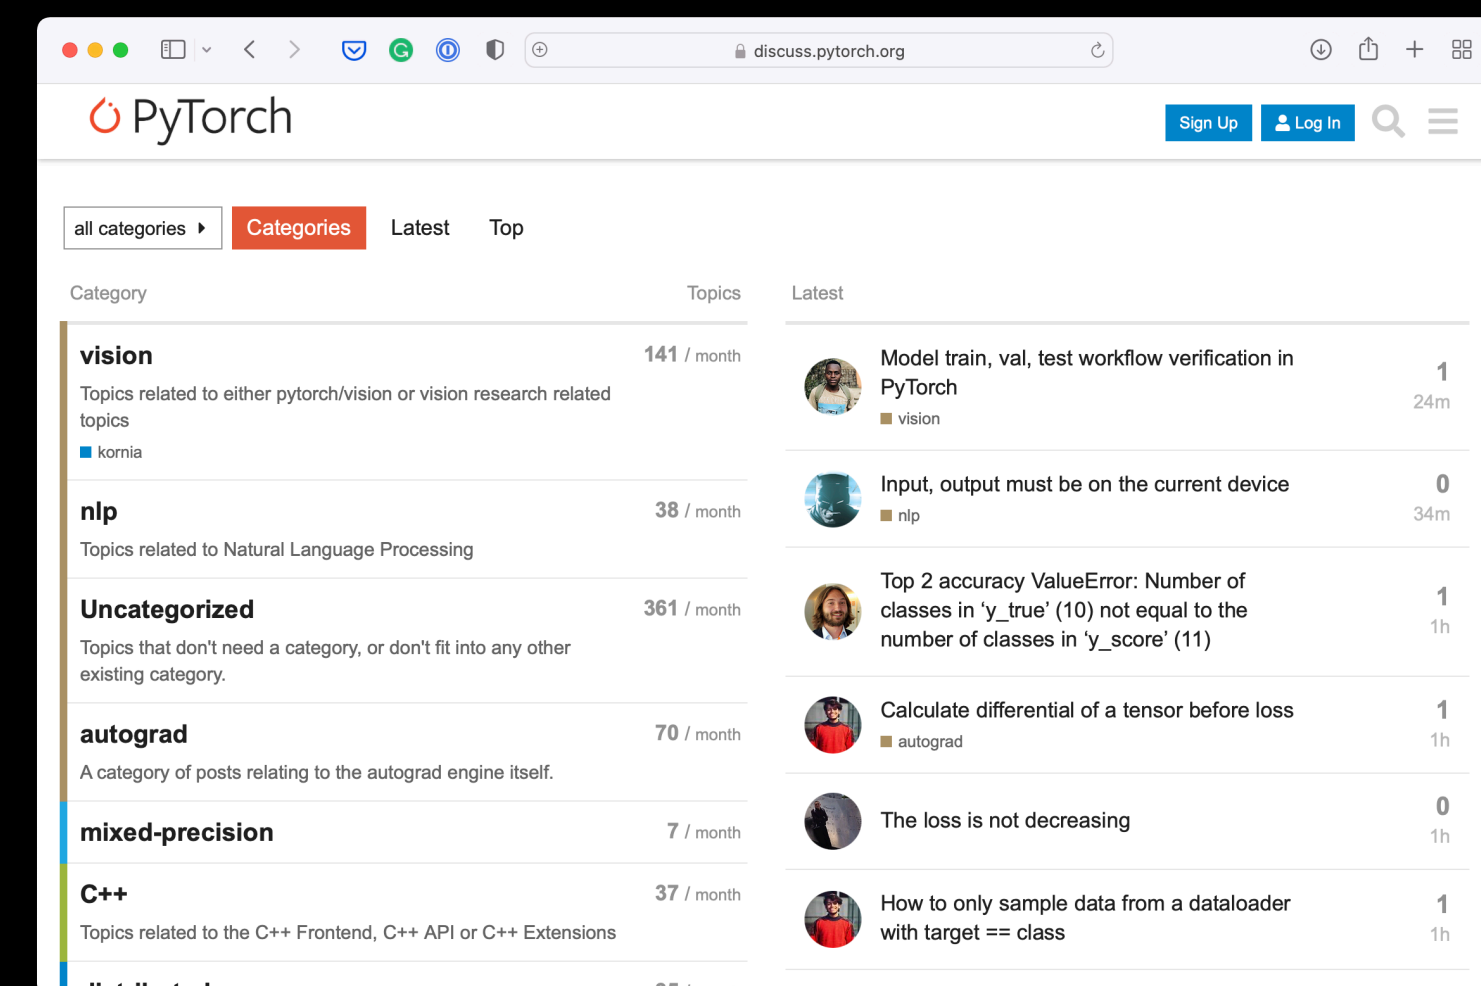 discuss.pytorch.org
PyTorch
Sign Up
Log In
all categories
Categories
Latest
Top
Category
Topics
vision
141 / month
Topics related to either pytorch/vision or vision research related
topics
kornia
nlp
38 / month
Topics related to Natural Language Processing
Uncategorized
361 / month
Topics that don't need a category, or don't fit into any other
existing category.
autograd
70 / month
A category of posts relating to the autograd engine itself.
mixed-precision
7 / month
C++
37 / month
Topics related to the C++ Frontend, C++ API or C++ Extensions
Latest
Model train, val, test workflow verification in
PyTorch
vision
1
24m
Input, output must be on the current device
nlp
0
34m
Top 2 accuracy ValueError: Number of
classes in ‘y_true’ (10) not equal to the
number of classes in ‘y_score’ (11)
1
1h
Calculate differential of a tensor before loss
autograd
1
1h
The loss is not decreasing
0
1h
How to only sample data from a dataloader
with target == class
1
1h